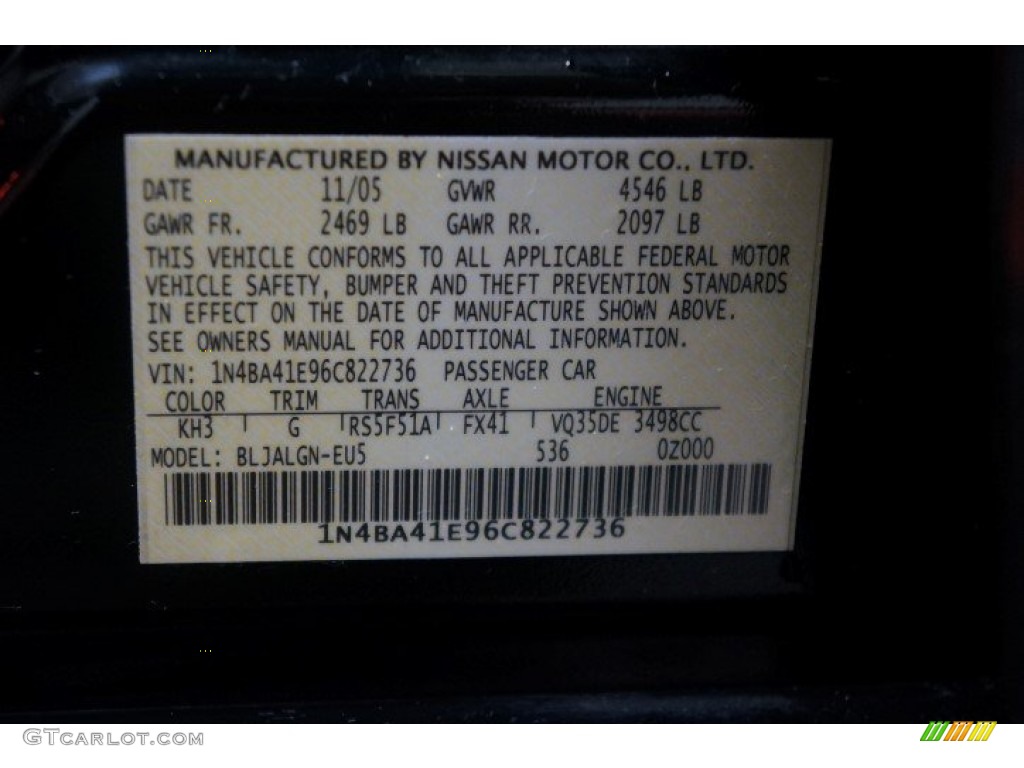 MANUFACTURED BY NISSAN MOTOR CO., LTD.
DATE 11/05 GVWR 4546 LB
GAWR FR. 2469 LB GAWR RR. 2097 LB
THIS VEHICLE CONFORMS TO ALL APPLICABLE FEDERAL MOTOR
VEHICLE SAFETY, BUMPER AND THEFT PREVENTION STANDARDS
IN EFFECT ON THE DATE OF MANUFACTURE SHOWN ABOVE.
SEE OWNERS MANUAL FOR ADDITIONAL INFORMATION.
VIN: 1N4BA41E96C822736 PASSENGER CAR
COLOR TRIM TRANS AXLE ENGINE
KH3 G RS5F51A FX41 VQ35DE 3498CC
MODEL: BLJALGN-EU5 536 0Z000
1N4BA41E96C822736
GTCARLOT.COM